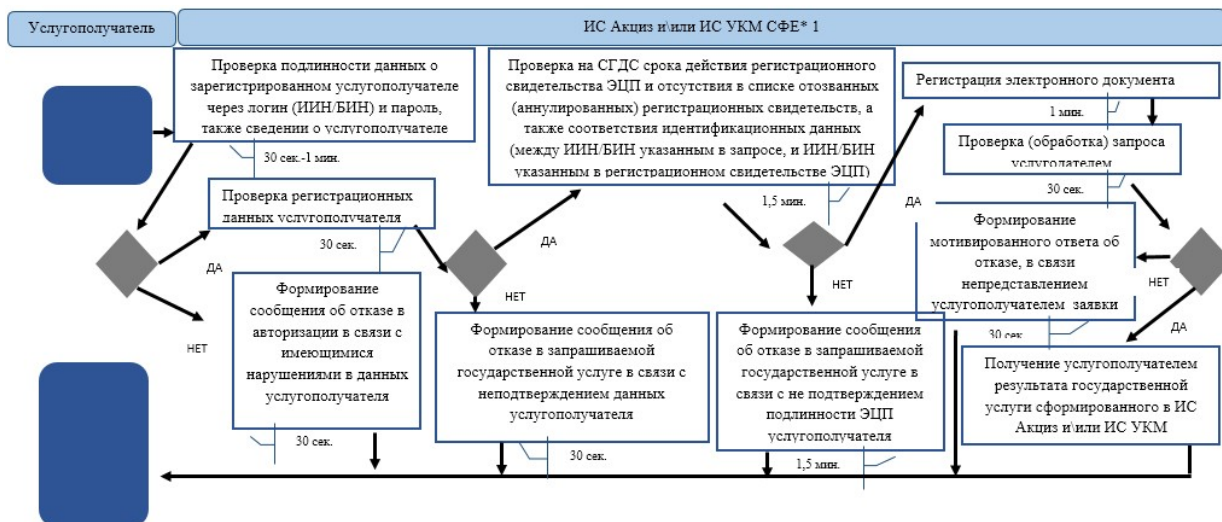 Услугополучатель
ИС Акциз и\или ИС УКМ СФЕ* 1
Проверка подлинности данных о
зарегистрированном услугополучателе
через логин (ИИН/БИН) и пароль,
также сведении о услугополучателе
30 сек.-1 мин.
Проверка регистрационных
данных услугополучателя
30 сек.
ДА
НЕТ
Формирование
сообщения об отказе в
авторизации в связи с
имеющимися
нарушениями в данных
услугополучателя
30 сек.
Проверка на СГДС срока действия регистрационного
свидетельства ЭЦП и отсутствия в списке отозванных
(аннулированных) регистрационных свидетельств, а
также соответствия идентификационных данных
(между ИИН/БИН указанным в запросе, и ИИН/БИН
указанным в регистрационном свидетельстве ЭЦП)
1,5 мин.
ДА
НЕТ
Формирование сообщения об
отказе в запрашиваемой
государственной услуге в связи с
неподтверждением данных
услугополучателя
30 сек.
НЕТ
Формирование сообщения
об отказе в запрашиваемой
государственной услуге в
связи с не подтверждением
подлинности ЭЦП
услугополучателя
1,5 мин.
ДА
Регистрация электронного документа
1 мин.
Проверка (обработка) запроса
услугодателем
30 сек.
Формирование
мотивированного ответа об
отказе, в связи
непредставлением
услугополучателем заявки
30 сек.
НЕТ
ДА
Получение услугополучателем
результата государственной
услуги сформированного в ИС
Акциз и\или ИС УКМ